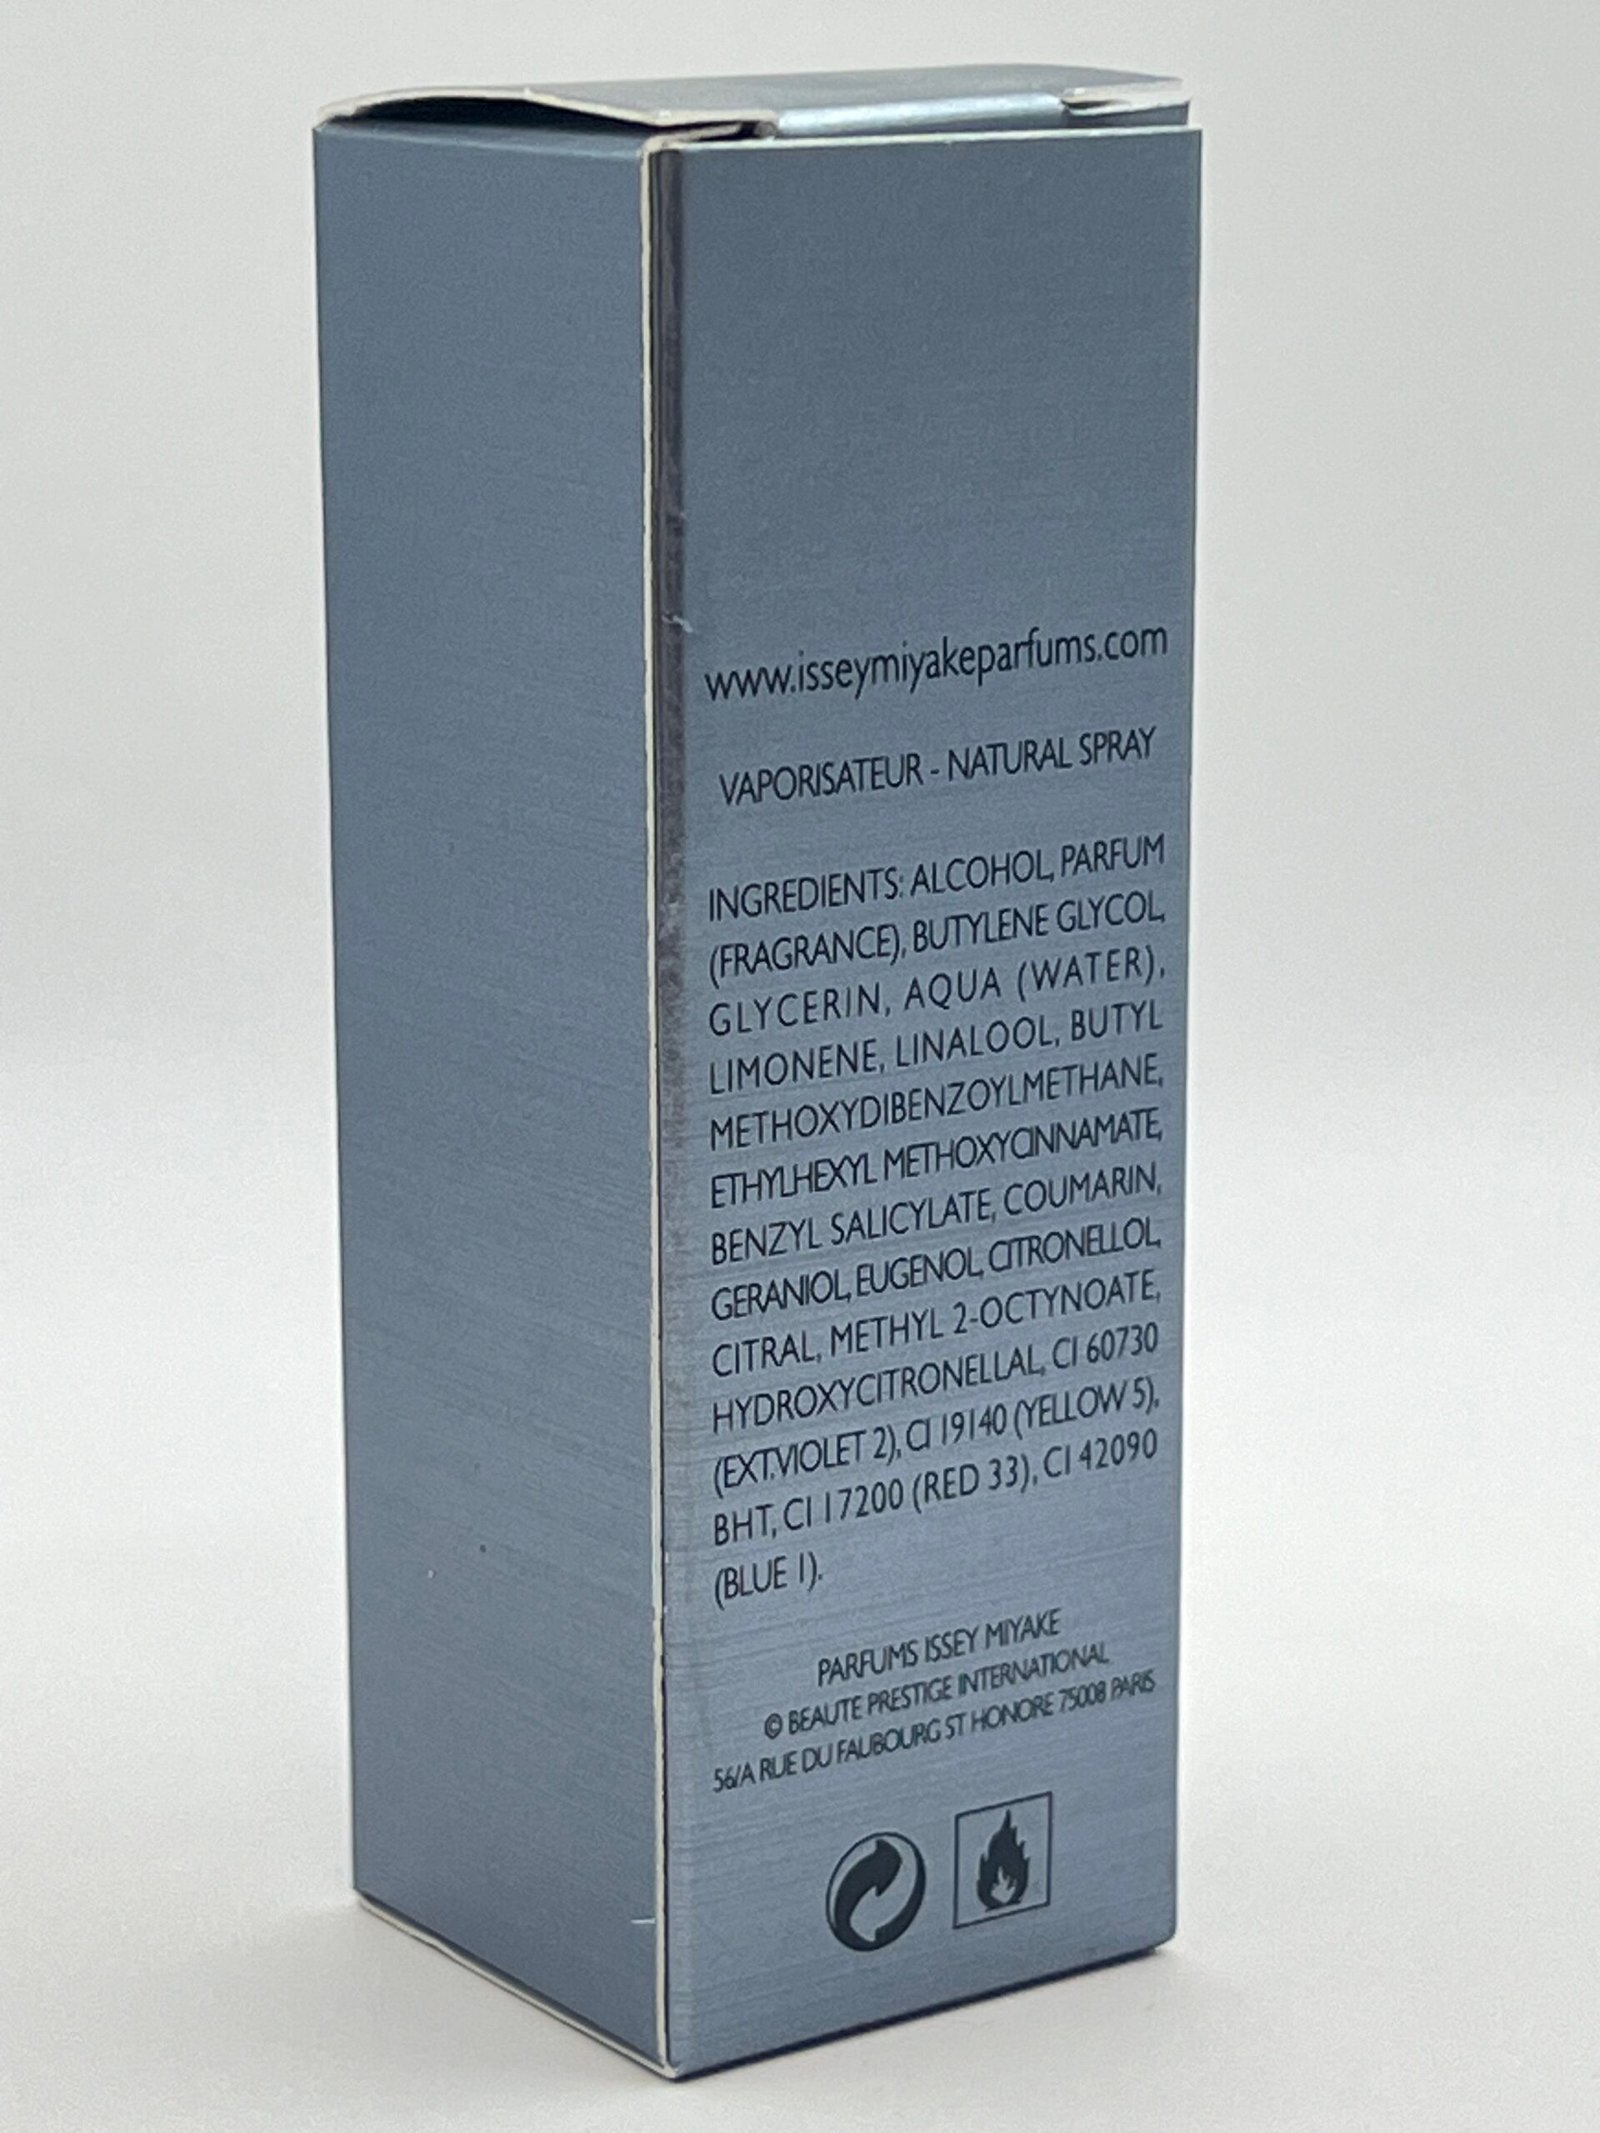 www.isseymiyakeparfums.com
VAPORISATEUR - NATURAL SPRAY
INGREDIENTS: ALCOHOL, PARFUM
(FRAGRANCE), BUTYLENE GLYCOL,
GLYCERIN, AQUA (WATER),
LIMONENE, LINALOOL, BUTYL
METHOXYDIBENZOYLMETHANE,
ETHYLHEXYL METHOXYCINNAMATE,
BENZYL SALICYLATE, COUMARIN,
GERANIOL, EUGENOL, CITRONELLOL,
CITRAL, METHYL 2-OCTYNOATE,
HYDROXYCITRONELLAL, CI 60730
(EXT.VIOLET 2), CI 19140 (YELLOW 5),
BHT, CI 17200 (RED 33), CI 42090
(BLUE 1).
PARFUMS ISSEY MIYAKE
© BEAUTE PRESTIGE INTERNATIONAL
56/A RUE DU FAUBOURG ST HONORE 75008 PARIS